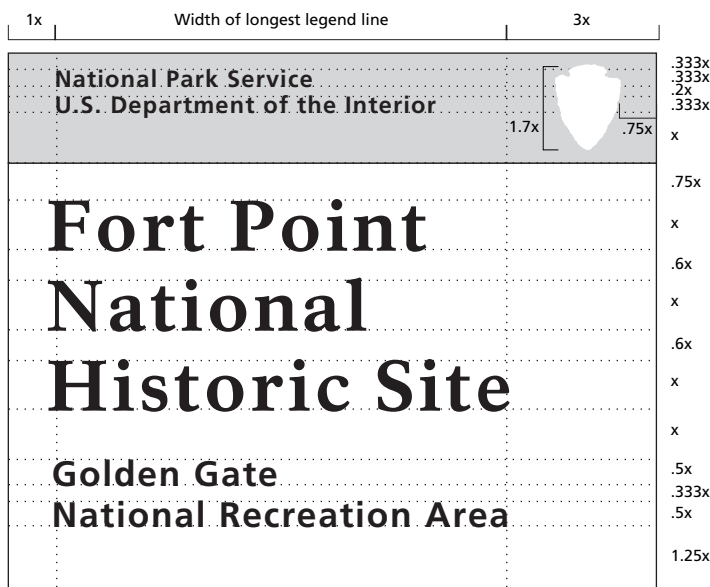 1x Width of longest legend line 3x
National Park Service
U.S. Department of the Interior
1.7x
.75x
.333x
.333x
.2x
.333x
x
.75x
Fort Point
x
.6x
National
x
.6x
Historic Site
x
x
Golden Gate
.5x
.333x
National Recreation Area
.5x
1.25x